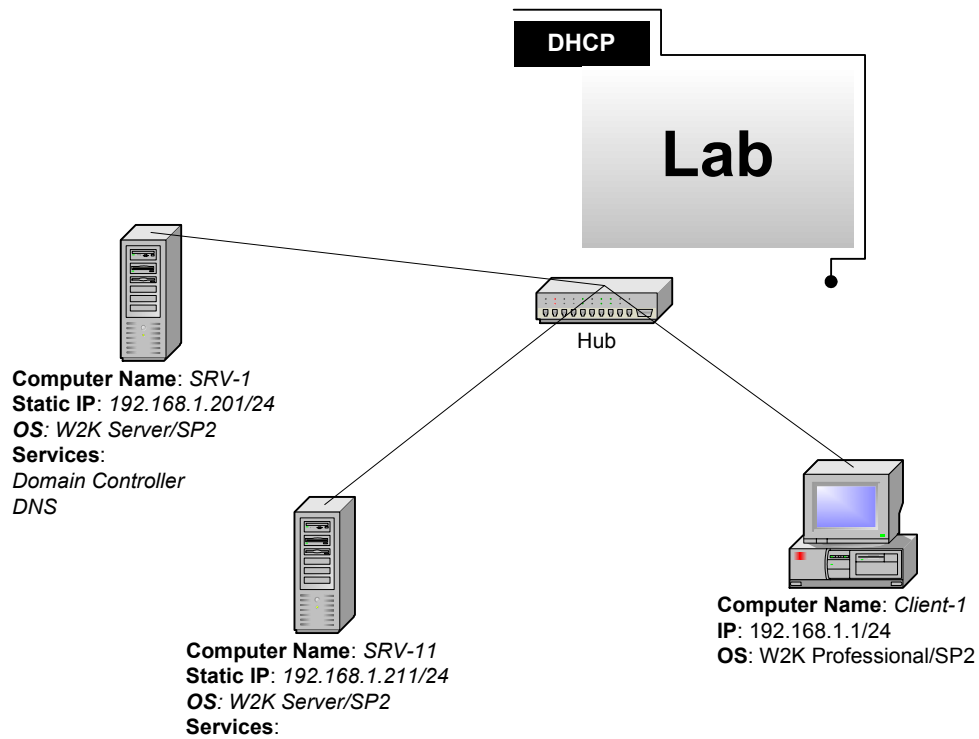 DHCP
Lab
Hub
Computer Name: SRV-1
Static IP: 192.168.1.201/24
OS: W2K Server/SP2
Services:
Domain Controller
DNS
Computer Name: SRV-11
Static IP: 192.168.1.211/24
OS: W2K Server/SP2
Services:
Computer Name: Client-1
IP: 192.168.1.1/24
OS: W2K Professional/SP2